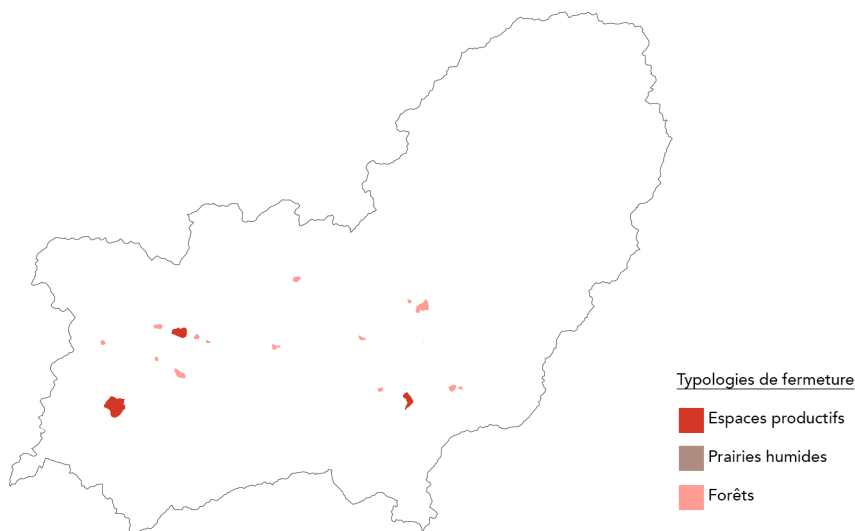 Typologies de fermeture
Espaces productifs
Prairies humides
Forêts